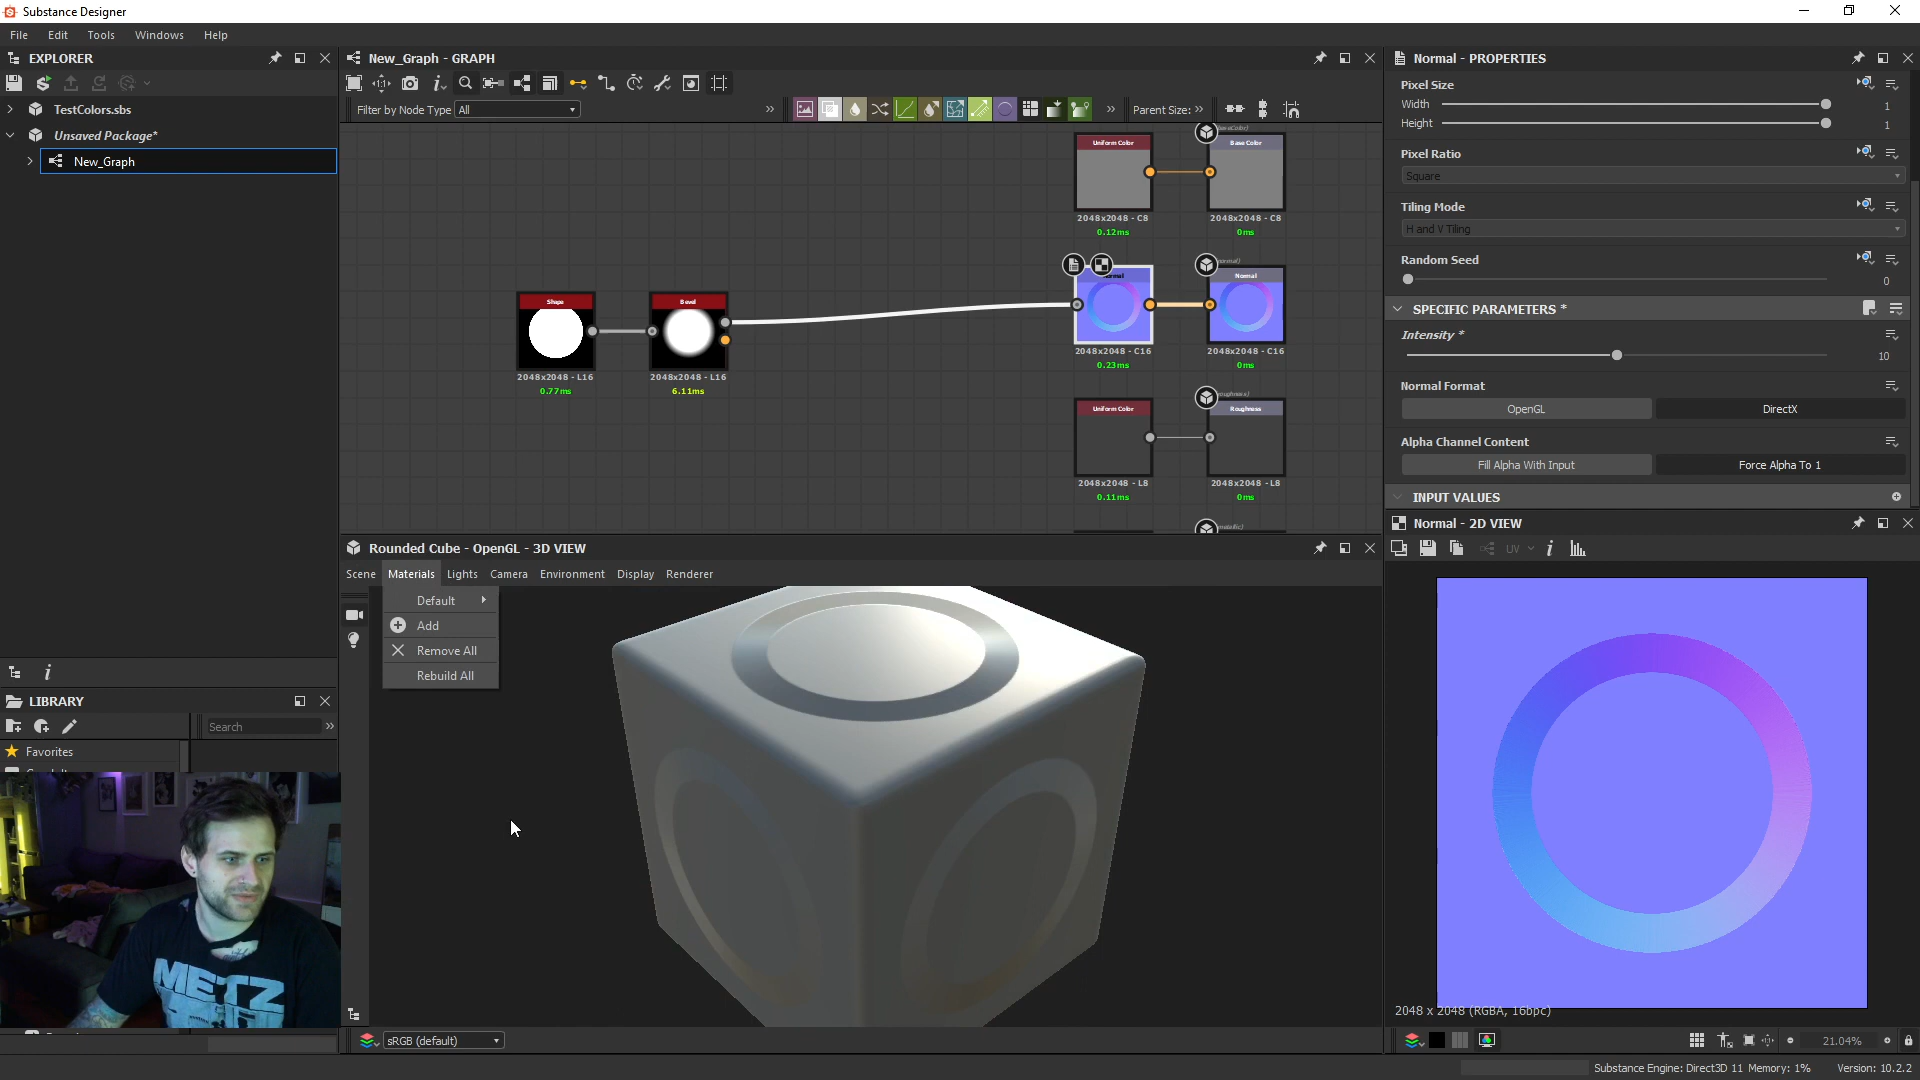 Substance Designer
File Edit Tools Windows Help
EXPLORER
TestColors.sbs
Unsaved Package*
New_Graph
LIBRARY
Search
Favorites
New_Graph - GRAPH
Filter by Node Type All
Parent Size:
Uniform Color
2048x2048 - C8
0.12ms
Base Color
2048x2048 - C8
0ms
Shape
2048x2048 - L16
0.77ms
Bevel
2048x2048 - L16
6.11ms
2048x2048 - C16
0.23ms
Normal
2048x2048 - C16
0ms
Uniform Color
2048x2048 - L8
0.11ms
Roughness
2048x2048 - L8
0ms
Rounded Cube - OpenGL - 3D VIEW
Scene Materials Lights Camera Environment Display Renderer
Default
Add
Remove All
Rebuild All
sRGB (default)
METZ
Normal - PROPERTIES
Pixel Size
Width 1
Height 1
Pixel Ratio
Square
Tiling Mode
H and V Tiling
Random Seed
0
SPECIFIC PARAMETERS *
Intensity *
10
Normal Format
OpenGL DirectX
Alpha Channel Content
Fill Alpha With Input Force Alpha To 1
INPUT VALUES
Normal - 2D VIEW
UV
2048 x 2048 (RGBA, 16bpc)
21.04%
Substance Engine: Direct3D 11 Memory: 1% Version: 10.2.2